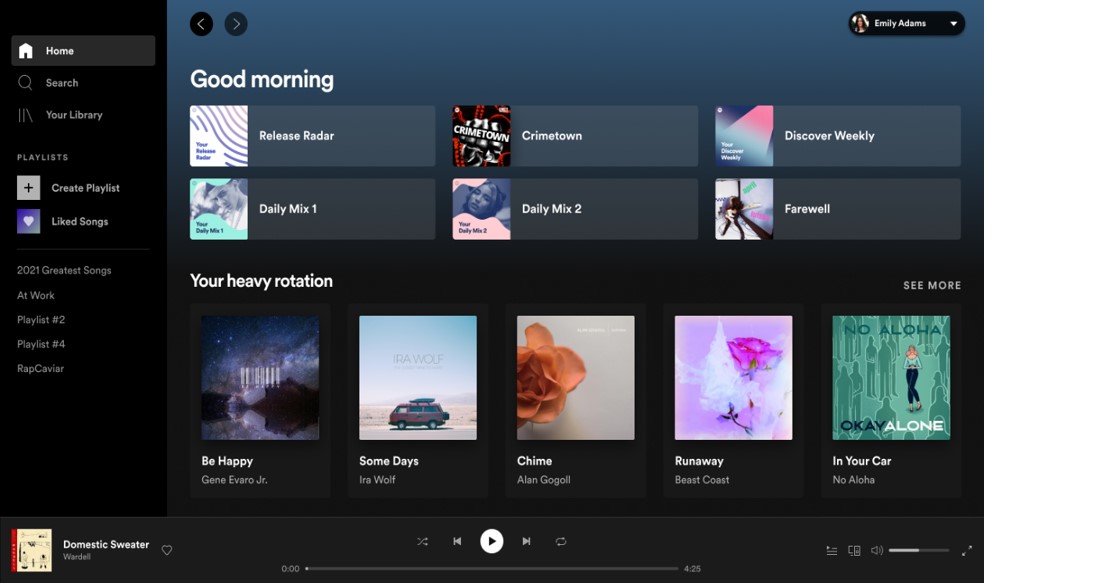 Emily Adams
Home
Search
Your Library
PLAYLISTS
Create Playlist
Liked Songs
2021 Greatest Songs
At Work
Playlist #2
Playlist #4
RapCaviar
Good morning
Your
Release
Radar
Release Radar
CRIMETOWN
Crimetown
Your
Discover
Weekly
Discover Weekly
Your
Daily Mix 1
Daily Mix 1
Your
Daily Mix 2
Daily Mix 2
Farewell
Your heavy rotation
SEE MORE
IRA WOLF
NO ALOHA
OKAYALONE
Be Happy
Gene Evaro Jr.
Some Days
Ira Wolf
Chime
Alan Gogoll
Runaway
Beast Coast
In Your Car
No Aloha
Domestic Sweater
Wardell
0:00
4:25